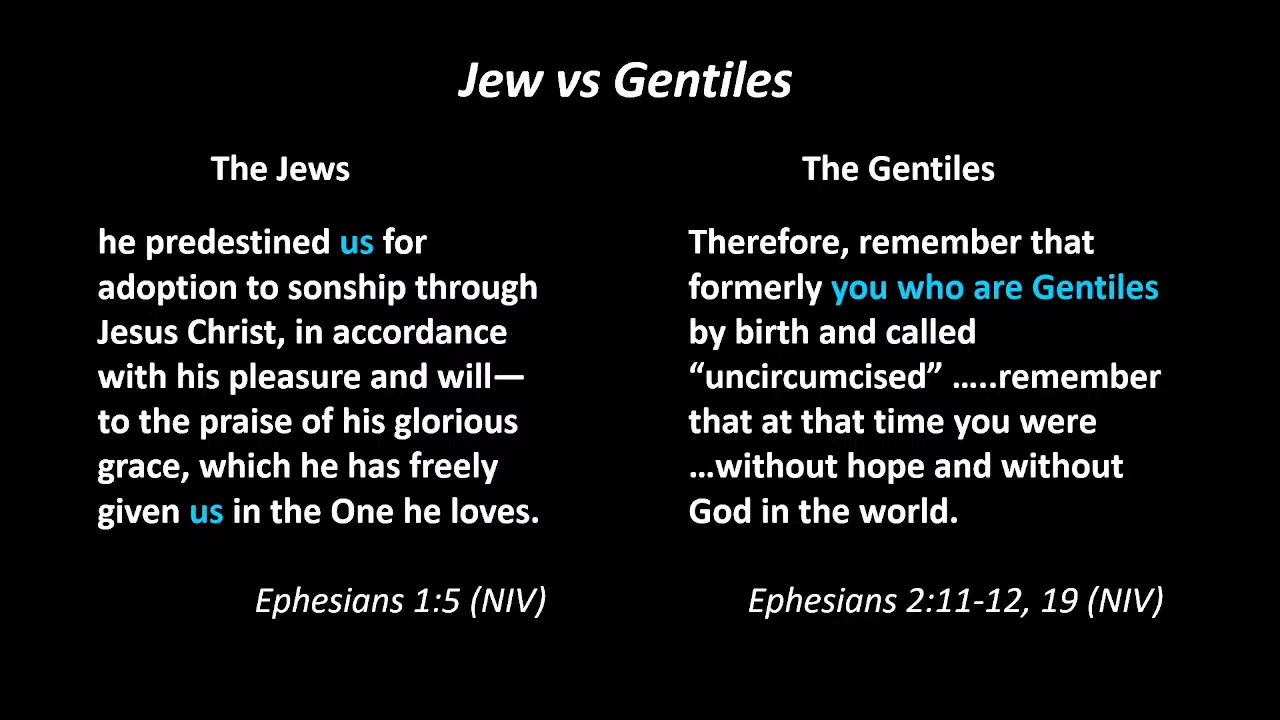 Jew vs Gentiles
The Jews
he predestined us for
adoption to sonship through
Jesus Christ, in accordance
with his pleasure and will—
to the praise of his glorious
grace, which he has freely
given us in the One he loves.
Ephesians 1:5 (NIV)
The Gentiles
Therefore, remember that
formerly you who are Gentiles
by birth and called
“uncircumcised” …..remember
that at that time you were
…without hope and without
God in the world.
Ephesians 2:11-12, 19 (NIV)